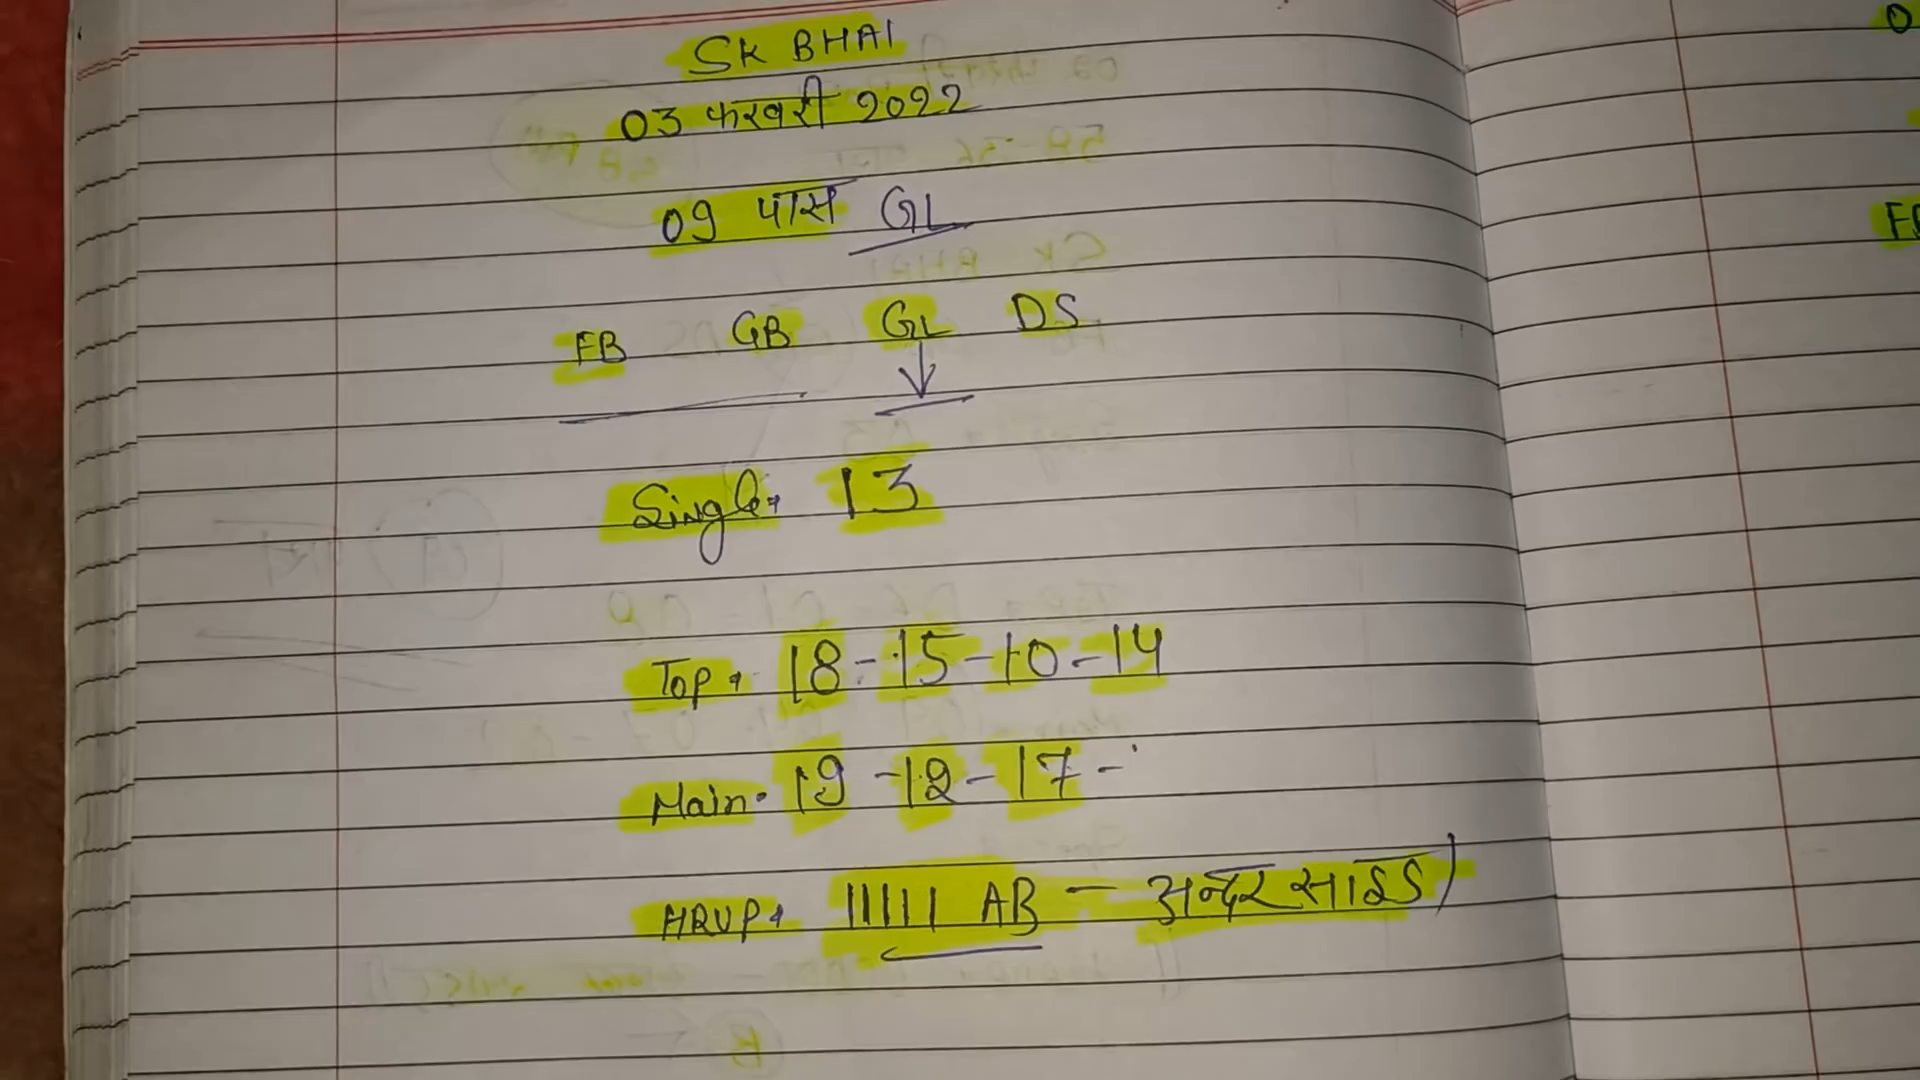 SK BHAI
03 फरवरी 2022
09 पास GL
FB GB GL DS
Single. 13
Top. 18-15-10-14
Main. 19-12-17-
HRUP. 11111 AB - अन्दर साइड)